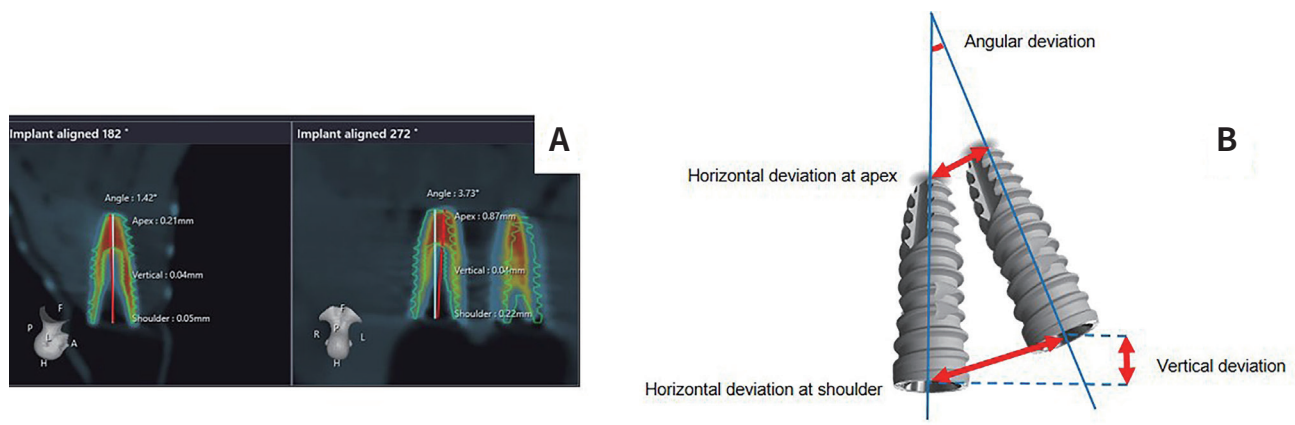 Implant aligned 182 °
Angle : 1.42°
Apex : 0.21mm
Vertical : 0.04mm
Shoulder : 0.05mm
F
P
L
A
H
Implant aligned 272 °
A
Angle : 3.73°
Apex : 0.87mm
Vertical : 0.04mm
Shoulder : 0.22mm
F
R
P
L
H
Angular deviation
B
Horizontal deviation at apex
Vertical deviation
Horizontal deviation at shoulder